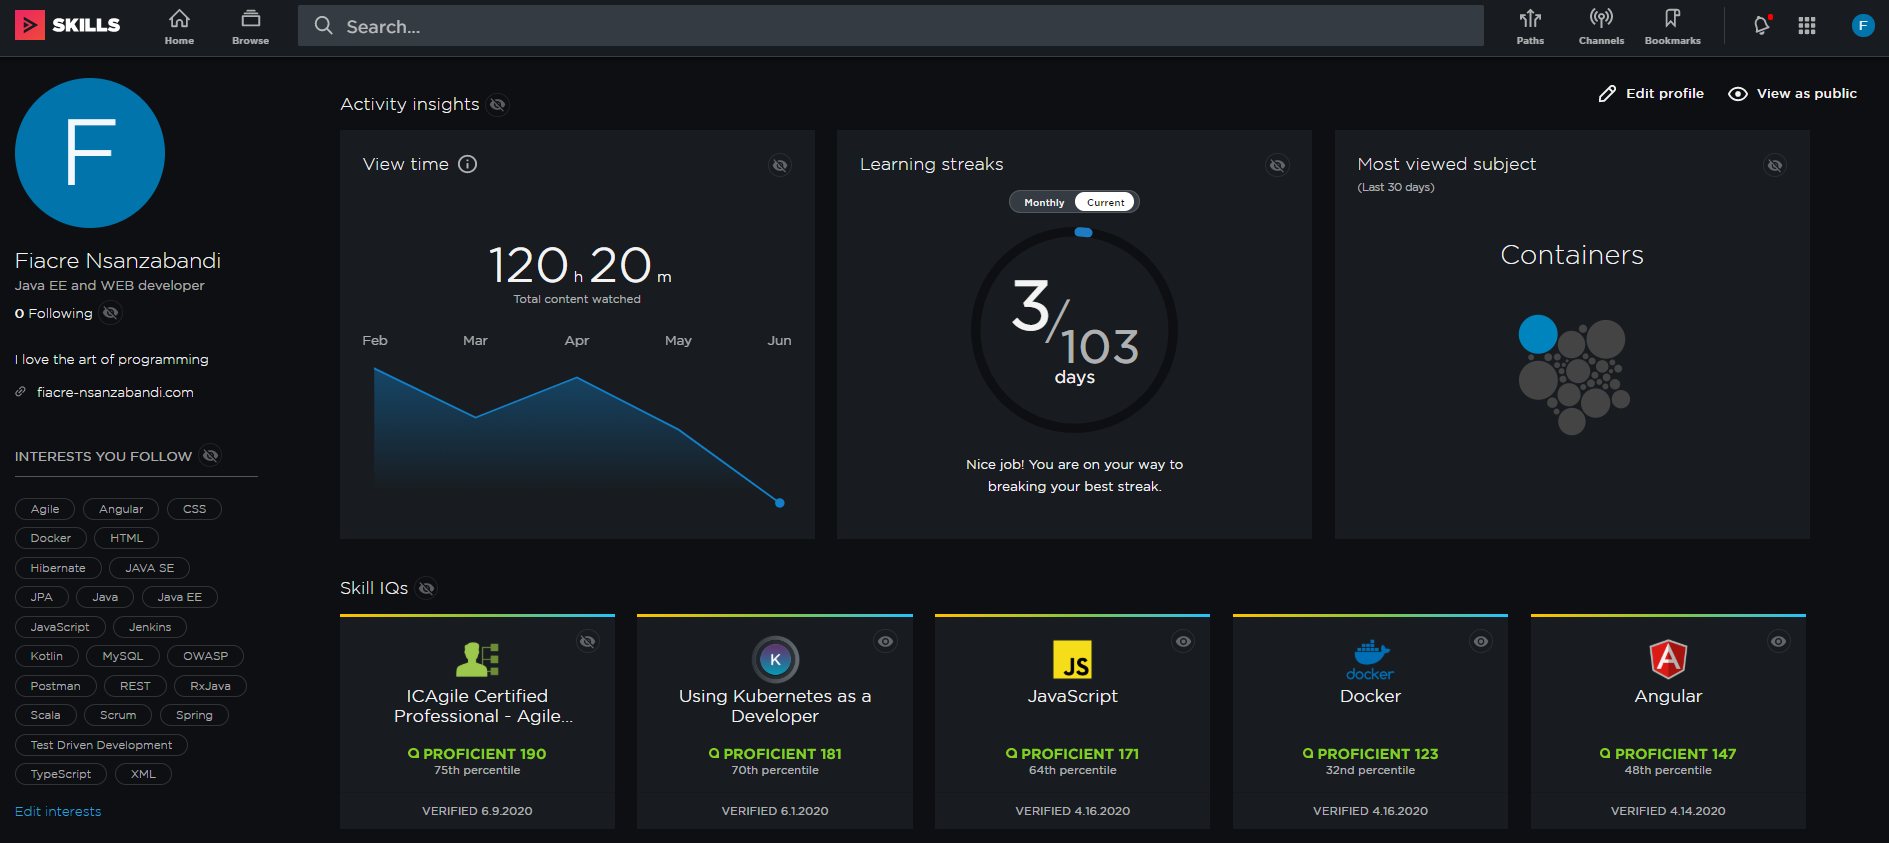 SKILLS
Home
Browse
Search...
Paths
Channels
Bookmarks
F
F
Fiacre Nsanzabandi
Java EE and WEB developer
0 Following
I love the art of programming
fiacre-nsanzabandi.com
INTERESTS YOU FOLLOW
Agile Angular CSS
Docker HTML
Hibernate JAVA SE
JPA Java Java EE
JavaScript Jenkins
Kotlin MySQL OWASP
Postman REST RxJava
Scala Scrum Spring
Test Driven Development
TypeScript XML
Edit interests
Activity insights
Edit profile
View as public
View time
120 h 20 m
Total content watched
Feb Mar Apr May Jun
Learning streaks
Monthly Current
3/103
days
Nice job! You are on your way to
breaking your best streak.
Most viewed subject
(Last 30 days)
Containers
Skill IQs
ICAgile Certified
Professional - Agile...
PROFICIENT 190
75th percentile
VERIFIED 6.9.2020
K
Using Kubernetes as a
Developer
PROFICIENT 181
70th percentile
VERIFIED 6.1.2020
JS
JavaScript
PROFICIENT 171
64th percentile
VERIFIED 4.16.2020
docker
Docker
PROFICIENT 123
32nd percentile
VERIFIED 4.16.2020
A
Angular
PROFICIENT 147
48th percentile
VERIFIED 4.14.2020